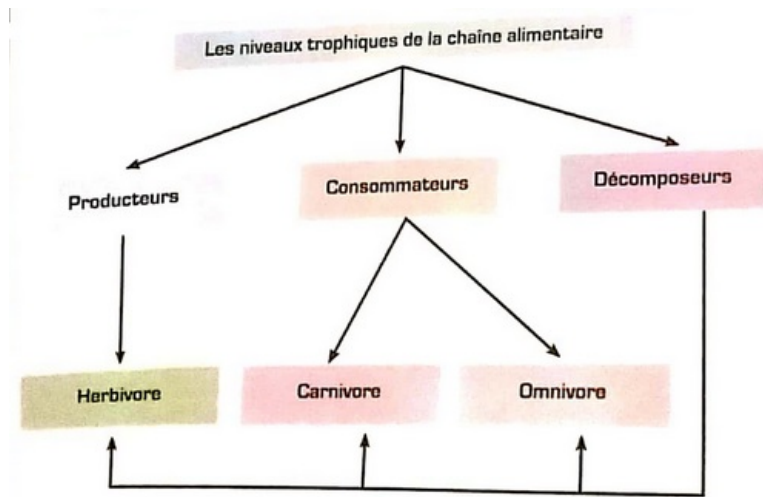 Les niveaux trophiques de la chaîne alimentaire
Producteurs
Consommateurs
Décomposeurs
Herbivore
Carnivore
Omnivore